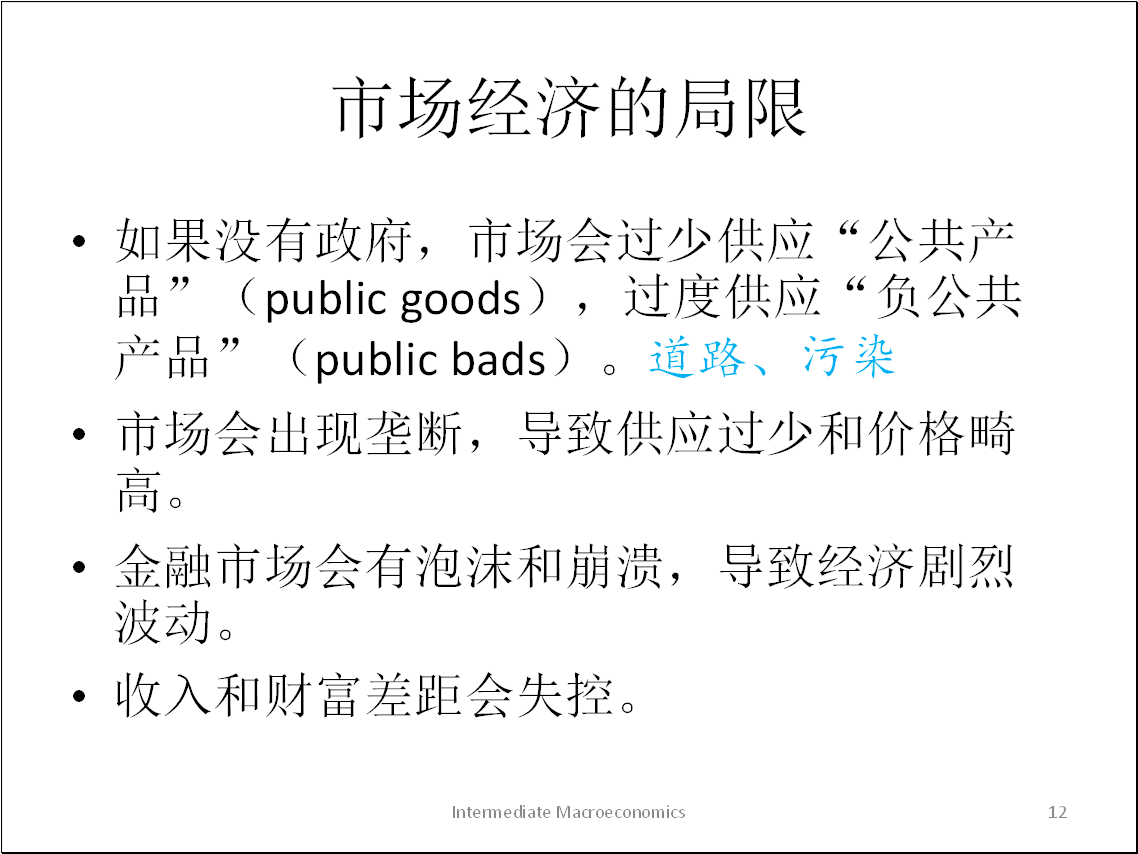 市场经济的局限
• 如果没有政府，市场会过少供应“公共产
品”（public goods），过度供应“负公共
产品”（public bads）。道路、污染
• 市场会出现垄断，导致供应过少和价格畸
高。
• 金融市场会有泡沫和崩溃，导致经济剧烈
波动。
• 收入和财富差距会失控。
Intermediate Macroeconomics
12